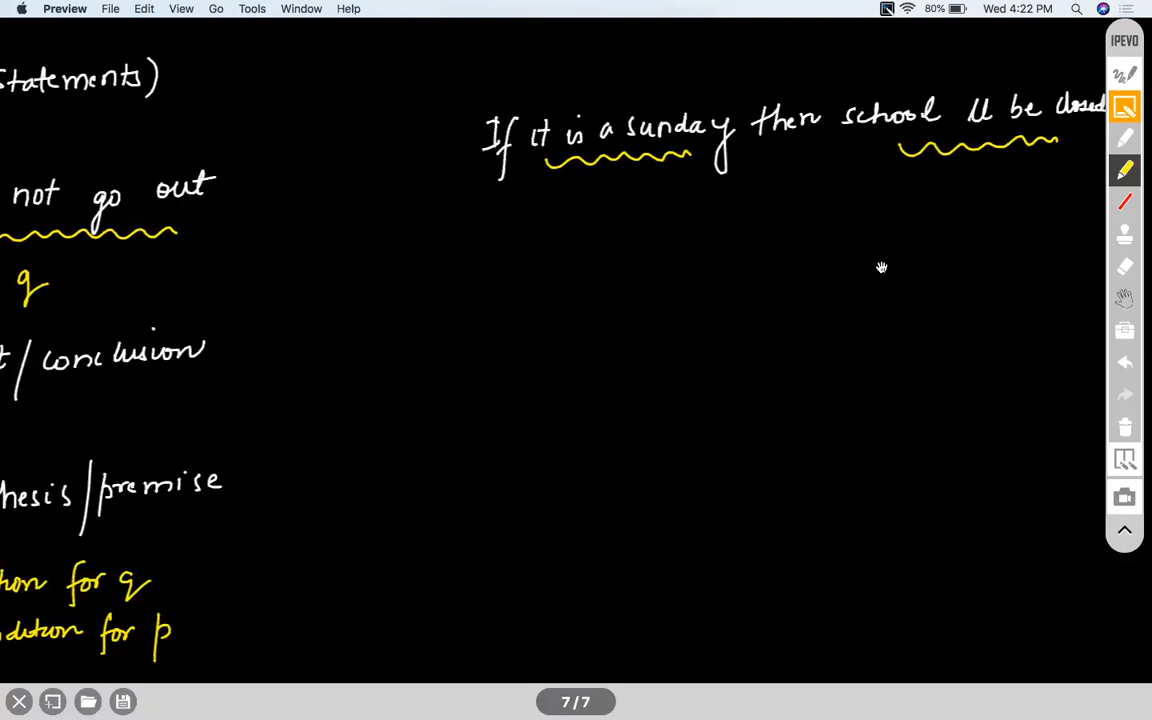 Preview File Edit View Go Tools Window Help 80% Wed 4:22 PM
IPEVO
Statements)
If it is a sunday then school ll be closed
not go out
q
t/conclusion
hesis/premise
tion for q
dition for p
7/7